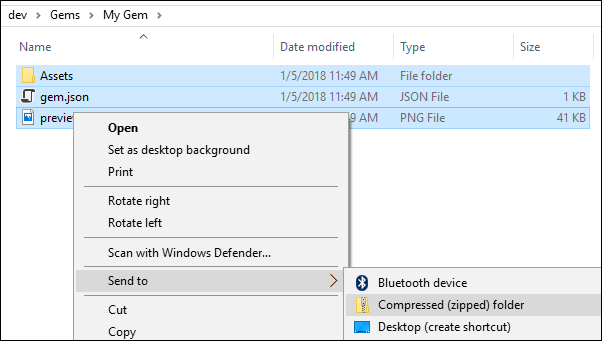 dev > Gems > My Gem
Name Date modified Type Size
Assets 1/5/2018 11:49 AM File folder
gem.json 1/5/2018 11:49 AM JSON File 1 KB
9 AM PNG File 41 KB
Open
Set as desktop background
Print
Rotate right
Rotate left
Scan with Windows Defender...
Send to
Bluetooth device
Compressed (zipped) folder
Desktop (create shortcut)
Cut
Copy